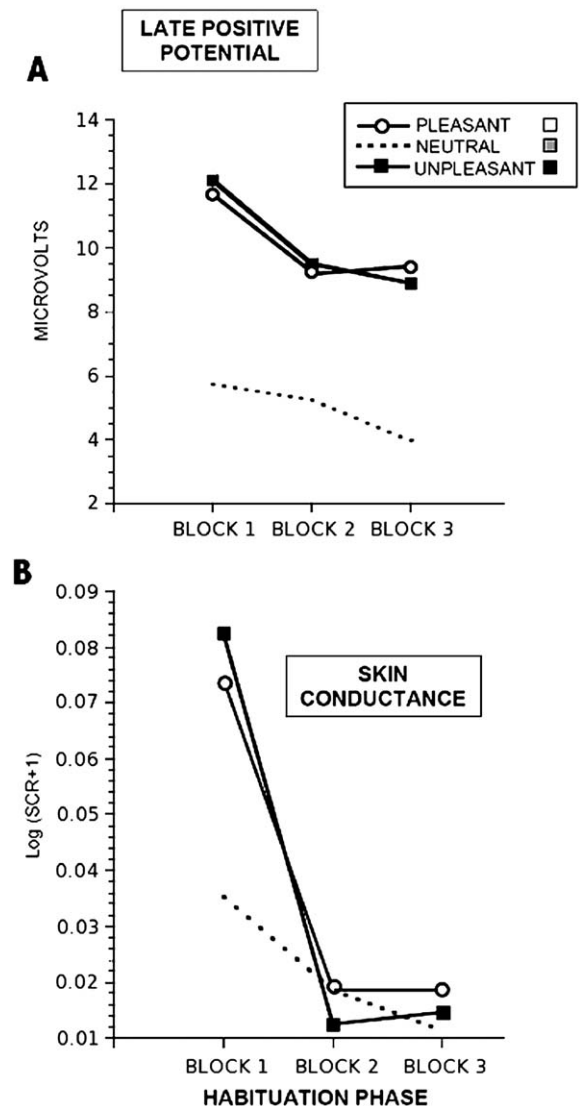 LATE POSITIVE
POTENTIAL
A
PLEASANT
NEUTRAL
UNPLEASANT
14
12
10
8
6
4
2
MICROVOLTS
BLOCK 1 BLOCK 2 BLOCK 3
B
0.09
0.08
0.07
0.06
0.05
0.04
0.03
0.02
0.01
Log (SCR+1)
SKIN
CONDUCTANCE
BLOCK 1 BLOCK 2 BLOCK 3
HABITUATION PHASE